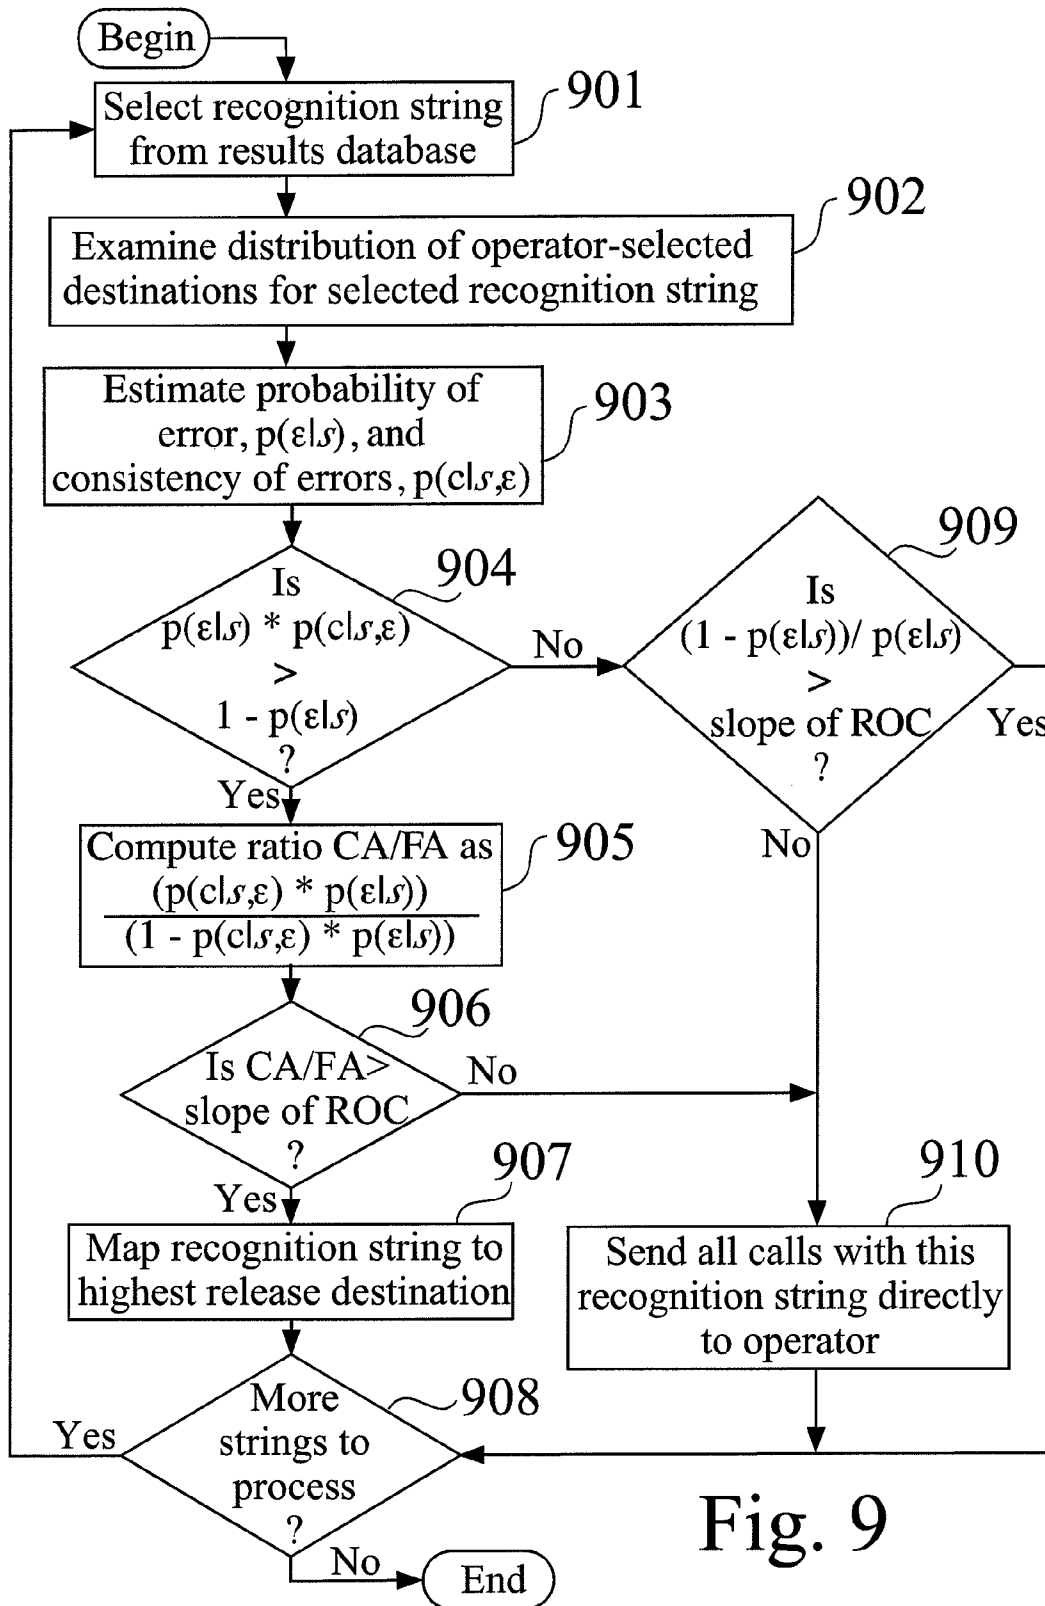 Begin
Select recognition string
from results database
901
Examine distribution of operator-selected
destinations for selected recognition string
902
Estimate probability of
error, p(ε|s), and
consistency of errors, p(c|s,ε)
903
Is
p(ε|s) * p(c|s,ε)
>
1 - p(ε|s)
?
904
No
Yes
Is
(1 - p(ε|s))/ p(ε|s)
>
slope of ROC
?
909
Yes
No
Compute ratio CA/FA as
(p(c|s,ε) * p(ε|s))
(1 - p(c|s,ε) * p(ε|s))
905
Is CA/FA>
slope of ROC
?
906
No
Yes
Map recognition string to
highest release destination
907
Send all calls with this
recognition string directly
to operator
910
More
strings to
process
?
908
Yes
No
End
Fig. 9